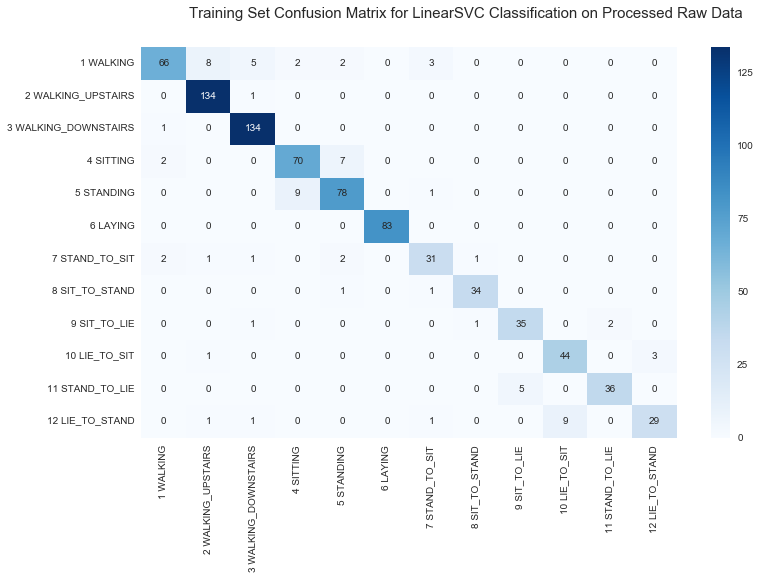 Training Set Confusion Matrix for LinearSVC Classification on Processed Raw Data
1 WALKING 66 8 5 2 2 0 3 0 0 0 0 0
2 WALKING_UPSTAIRS 0 134 1 0 0 0 0 0 0 0 0 0
3 WALKING_DOWNSTAIRS 1 0 134 0 0 0 0 0 0 0 0 0
4 SITTING 2 0 0 70 7 0 0 0 0 0 0 0
5 STANDING 0 0 0 9 78 0 1 0 0 0 0 0
6 LAYING 0 0 0 0 0 83 0 0 0 0 0 0
7 STAND_TO_SIT 2 1 1 0 2 0 31 1 0 0 0 0
8 SIT_TO_STAND 0 0 0 0 1 0 1 34 0 0 0 0
9 SIT_TO_LIE 0 0 1 0 0 0 0 1 35 0 2 0
10 LIE_TO_SIT 0 1 0 0 0 0 0 0 0 44 0 3
11 STAND_TO_LIE 0 0 0 0 0 0 0 0 5 0 36 0
12 LIE_TO_STAND 0 1 1 0 0 0 1 0 0 9 0 29
1 WALKING
2 WALKING_UPSTAIRS
3 WALKING_DOWNSTAIRS
4 SITTING
5 STANDING
6 LAYING
7 STAND_TO_SIT
8 SIT_TO_STAND
9 SIT_TO_LIE
10 LIE_TO_SIT
11 STAND_TO_LIE
12 LIE_TO_STAND
125
100
75
50
25
0